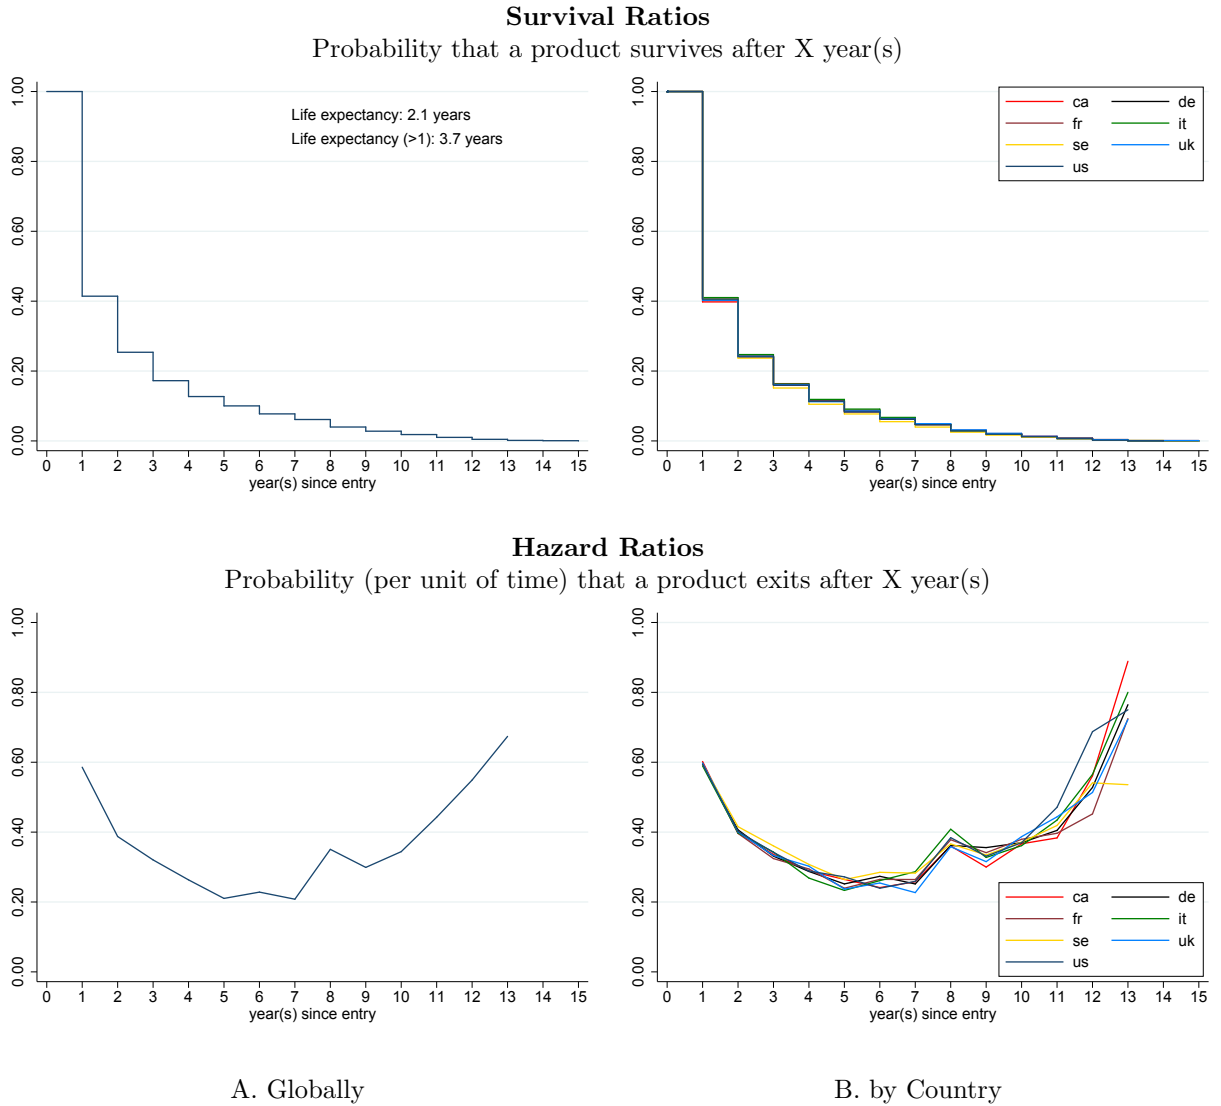 Survival Ratios
Probability that a product survives after X year(s)
1.00
0.80
0.60
0.40
0.20
0.00
Life expectancy: 2.1 years
Life expectancy (>1): 3.7 years
0 1 2 3 4 5 6 7 8 9 10 11 12 13 14 15
year(s) since entry
1.00
0.80
0.60
0.40
0.20
0.00
ca de
fr it
se uk
us
0 1 2 3 4 5 6 7 8 9 10 11 12 13 14 15
year(s) since entry
Hazard Ratios
Probability (per unit of time) that a product exits after X year(s)
1.00
0.80
0.60
0.40
0.20
0.00
0 1 2 3 4 5 6 7 8 9 10 11 12 13 14 15
year(s) since entry
1.00
0.80
0.60
0.40
0.20
0.00
ca de
fr it
se uk
us
0 1 2 3 4 5 6 7 8 9 10 11 12 13 14 15
year(s) since entry
A. Globally
B. by Country